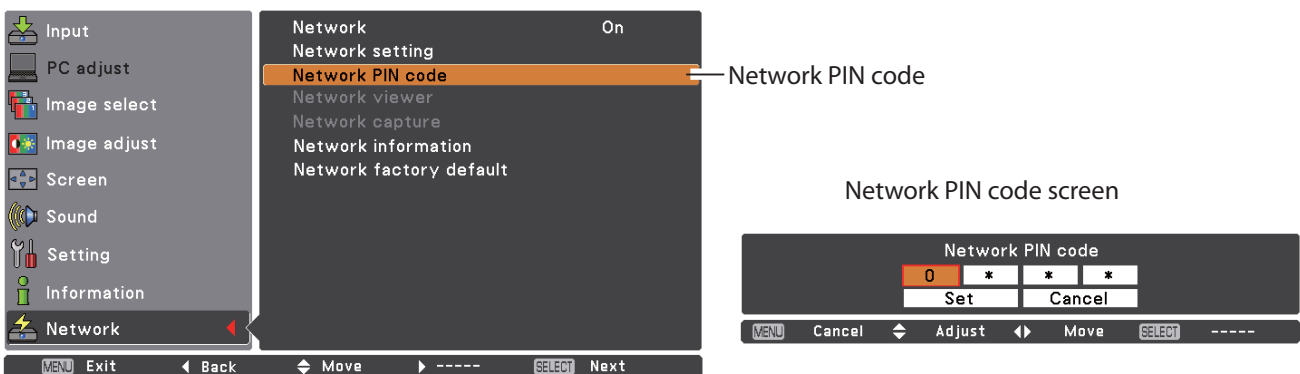 Input
PC adjust
Image select
Image adjust
Screen
Sound
Setting
Information
Network
Network On
Network setting
Network PIN code
Network viewer
Network capture
Network information
Network factory default
MENU Exit Back Move ----- SELECT Next
Network PIN code
Network PIN code screen
Network PIN code
0 * * *
Set Cancel
MENU Cancel Adjust Move SELECT -----